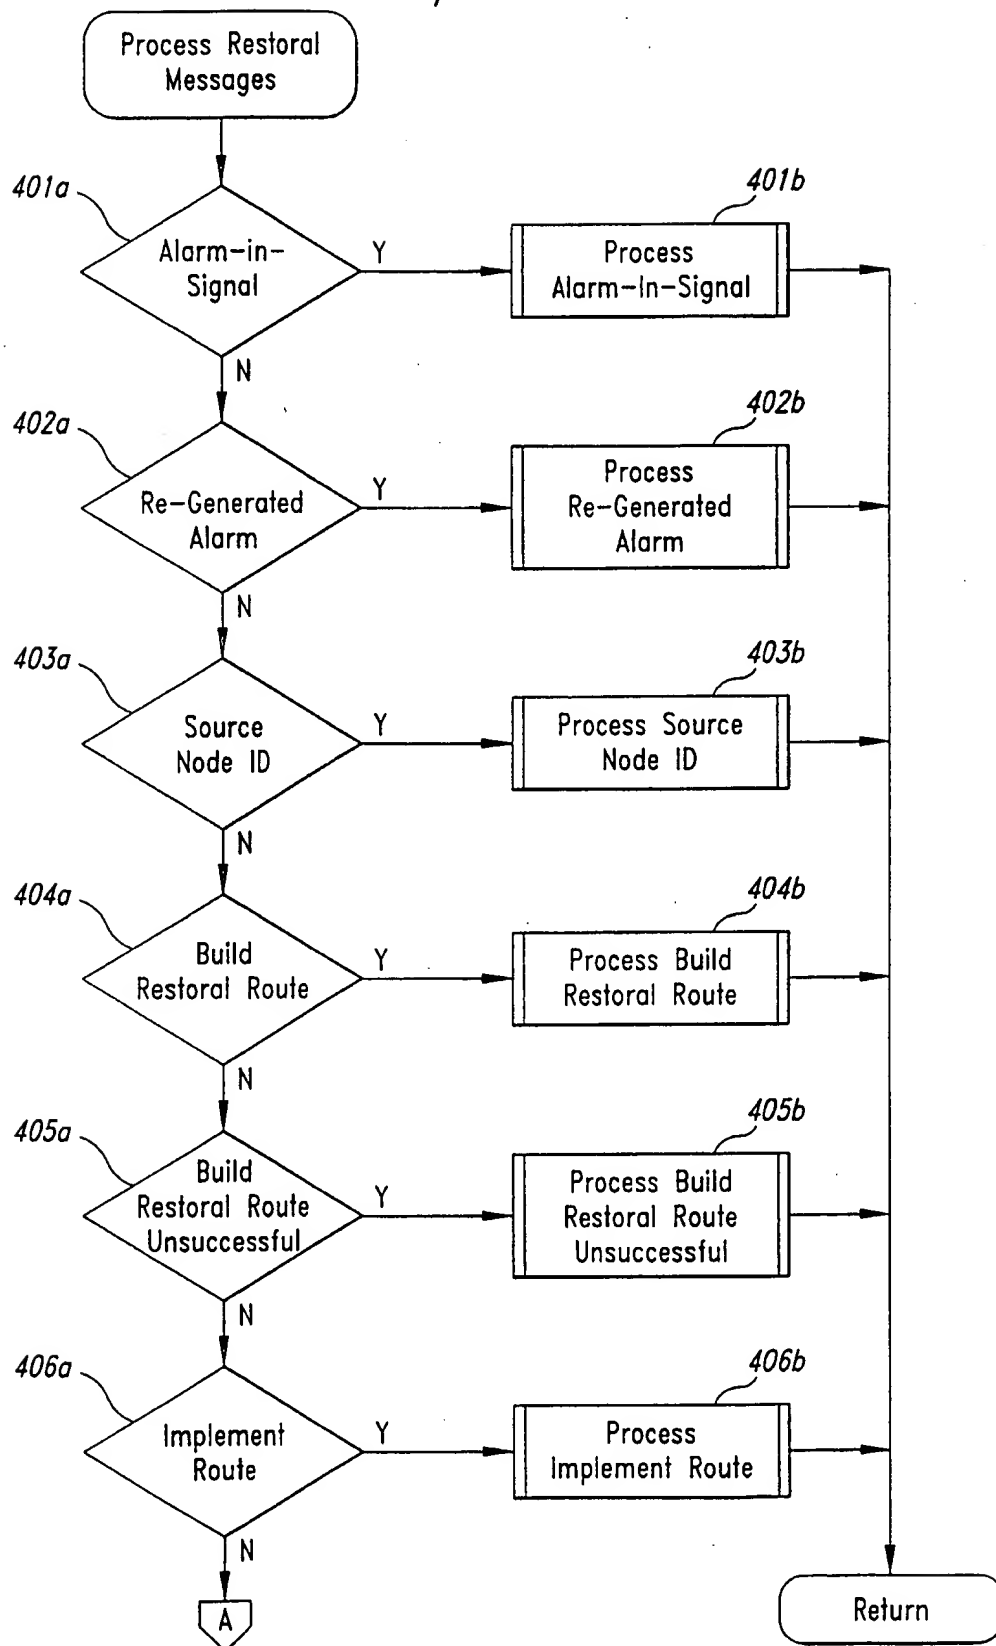 Process Restoral
Messages
401a
Alarm-in-
Signal
Y
401b
Process
Alarm-In-Signal
N
402a
Re-Generated
Alarm
Y
402b
Process
Re-Generated
Alarm
N
403a
Source
Node ID
Y
403b
Process Source
Node ID
N
404a
Build
Restoral Route
Y
404b
Process Build
Restoral Route
N
405a
Build
Restoral Route
Unsuccessful
Y
405b
Process Build
Restoral Route
Unsuccessful
N
406a
Implement
Route
Y
406b
Process
Implement Route
N
A
Return